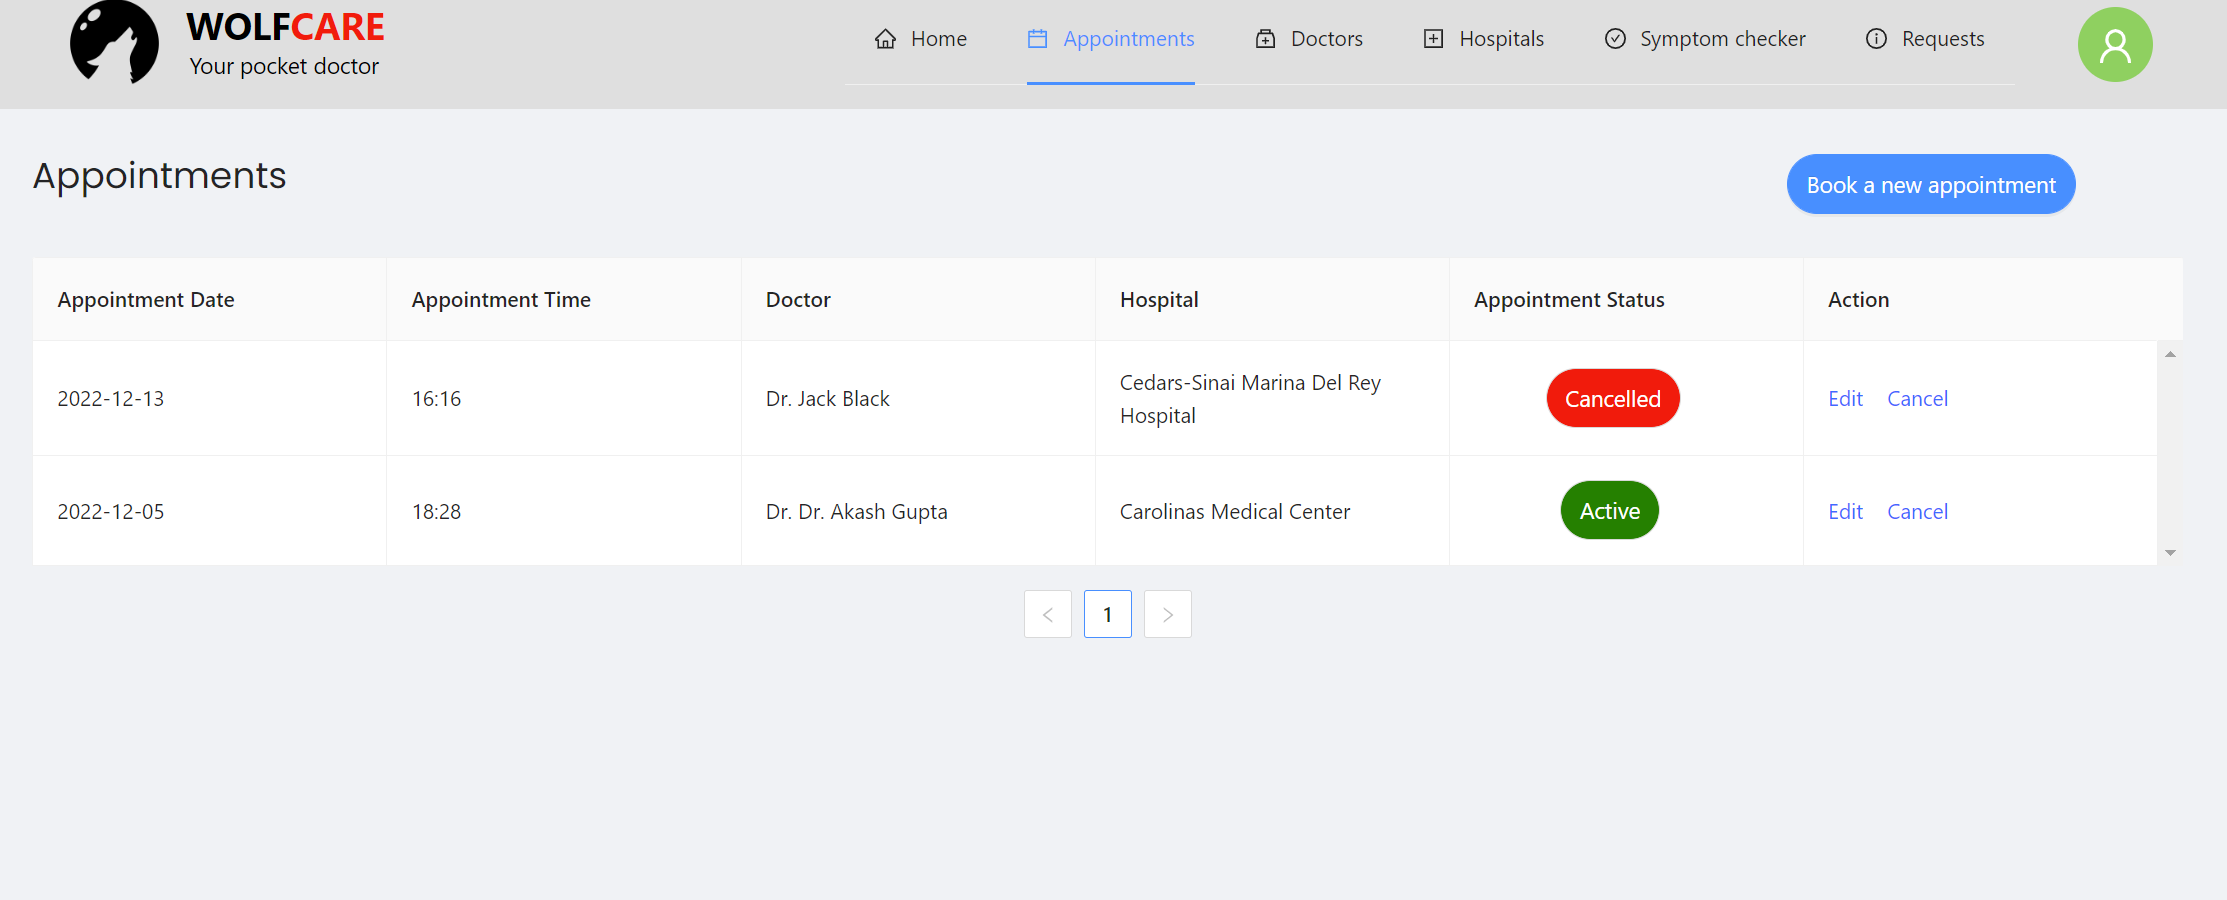 WOLFCARE
Your pocket doctor
Home Appointments Doctors Hospitals Symptom checker Requests
Appointments
Book a new appointment
Appointment Date Appointment Time Doctor Hospital Appointment Status Action
2022-12-13 16:16 Dr. Jack Black Cedars-Sinai Marina Del Rey Hospital Cancelled Edit Cancel
2022-12-05 18:28 Dr. Dr. Akash Gupta Carolinas Medical Center Active Edit Cancel
< 1 >